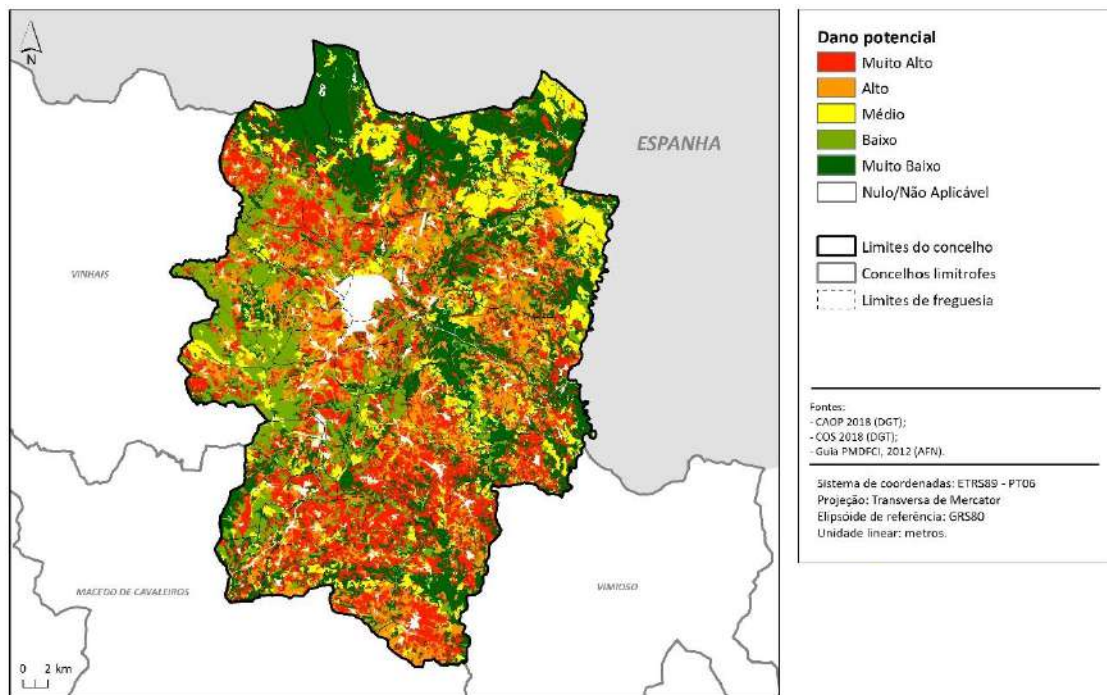 N
ESPANHA
VINHAIS
MACEDO DE CAVALEIROS
VIMIOSO
0 2 km
Dano potencial
Muito Alto
Alto
Médio
Baixo
Muito Baixo
Nulo/Não Aplicável
Limites do concelho
Concelhos limítrofes
Limites de freguesia
Fontes:
- CAOP 2018 (DGT);
- COS 2018 (DGT);
- Guia PMDFCI, 2012 (AFN).
Sistema de coordenadas: ETRS89 - PT06
Projeção: Transversa de Mercator
Elipsóide de referência: GRS80
Unidade linear: metros.